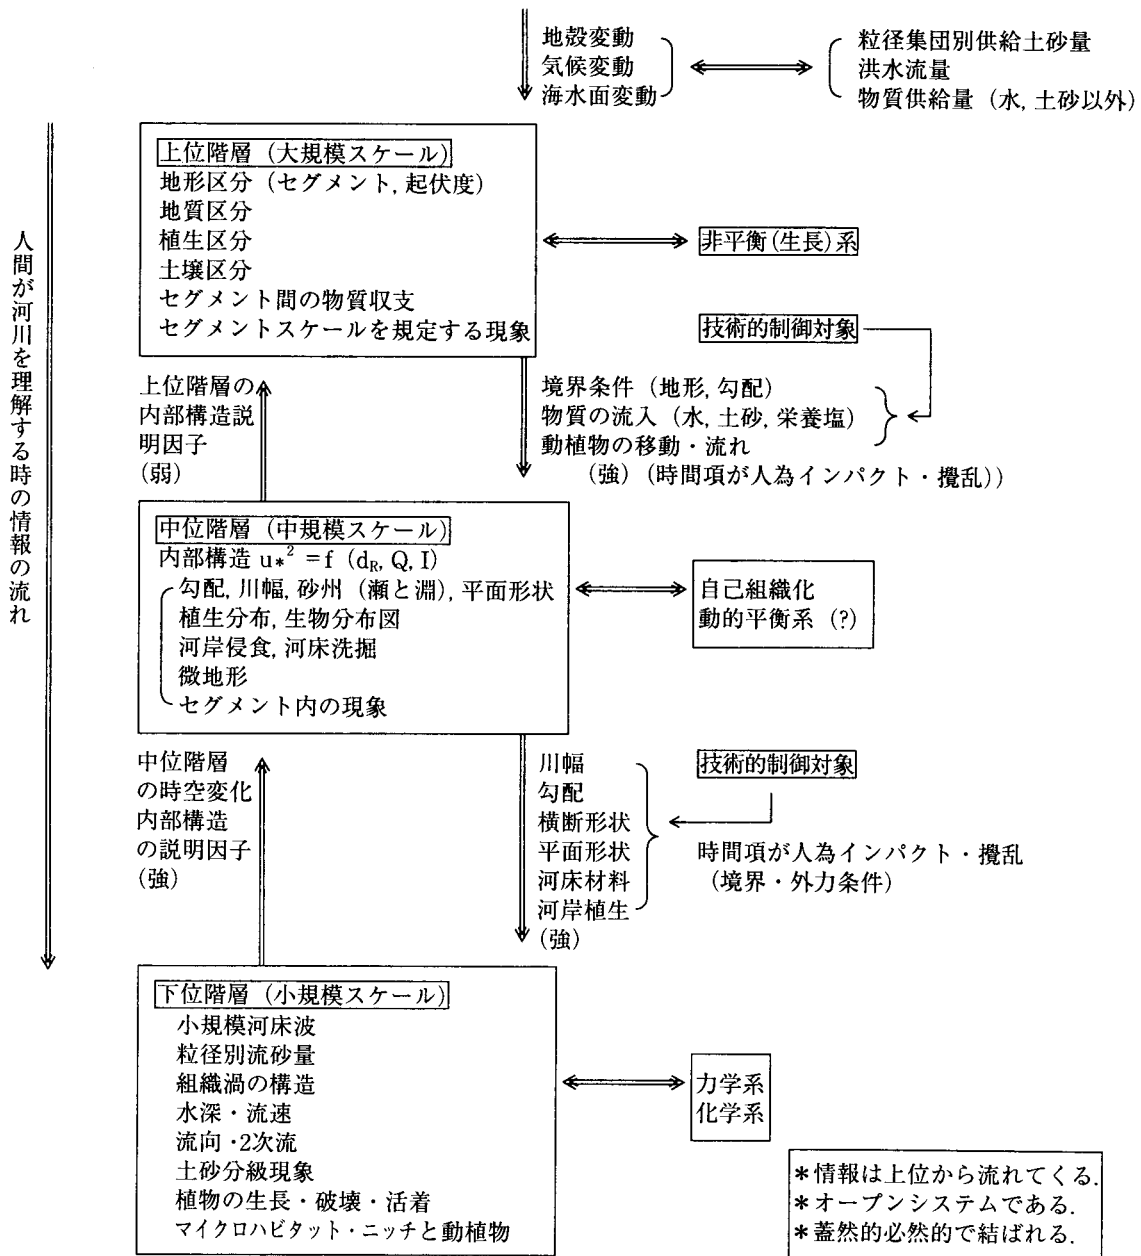 地殻変動
気候変動
海水面変動
粒径集団別供給土砂量
洪水流量
物質供給量 (水, 土砂以外)
人間が河川を理解する時の情報の流れ
上位階層 (大規模スケール)
地形区分 (セグメント, 起伏度)
地質区分
植生区分
土壌区分
セグメント間の物質収支
セグメントスケールを規定する現象
非平衡(生長)系
技術的制御対象
上位階層の
内部構造説
明因子
(弱)
境界条件 (地形, 勾配)
物質の流入 (水, 土砂, 栄養塩)
動植物の移動・流れ
(強) (時間項が人為インパクト・攪乱))
中位階層 (中規模スケール)
内部構造 u*² = f (dR, Q, I)
勾配, 川幅, 砂州 (瀬と淵), 平面形状
植生分布, 生物分布図
河岸侵食, 河床洗掘
微地形
セグメント内の現象
自己組織化
動的平衡系 (?)
中位階層
の時空変化
内部構造
の説明因子
(強)
川幅
勾配
横断形状
平面形状
河床材料
河岸植生
(強)
技術的制御対象
時間項が人為インパクト・攪乱
(境界・外力条件)
下位階層 (小規模スケール)
小規模河床波
粒径別流砂量
組織渦の構造
水深・流速
流向・2次流
土砂分級現象
植物の生長・破壊・活着
マイクロハビタット・ニッチと動植物
力学系
化学系
*情報は上位から流れてくる.
*オープンシステムである.
*蓋然的必然的で結ばれる.